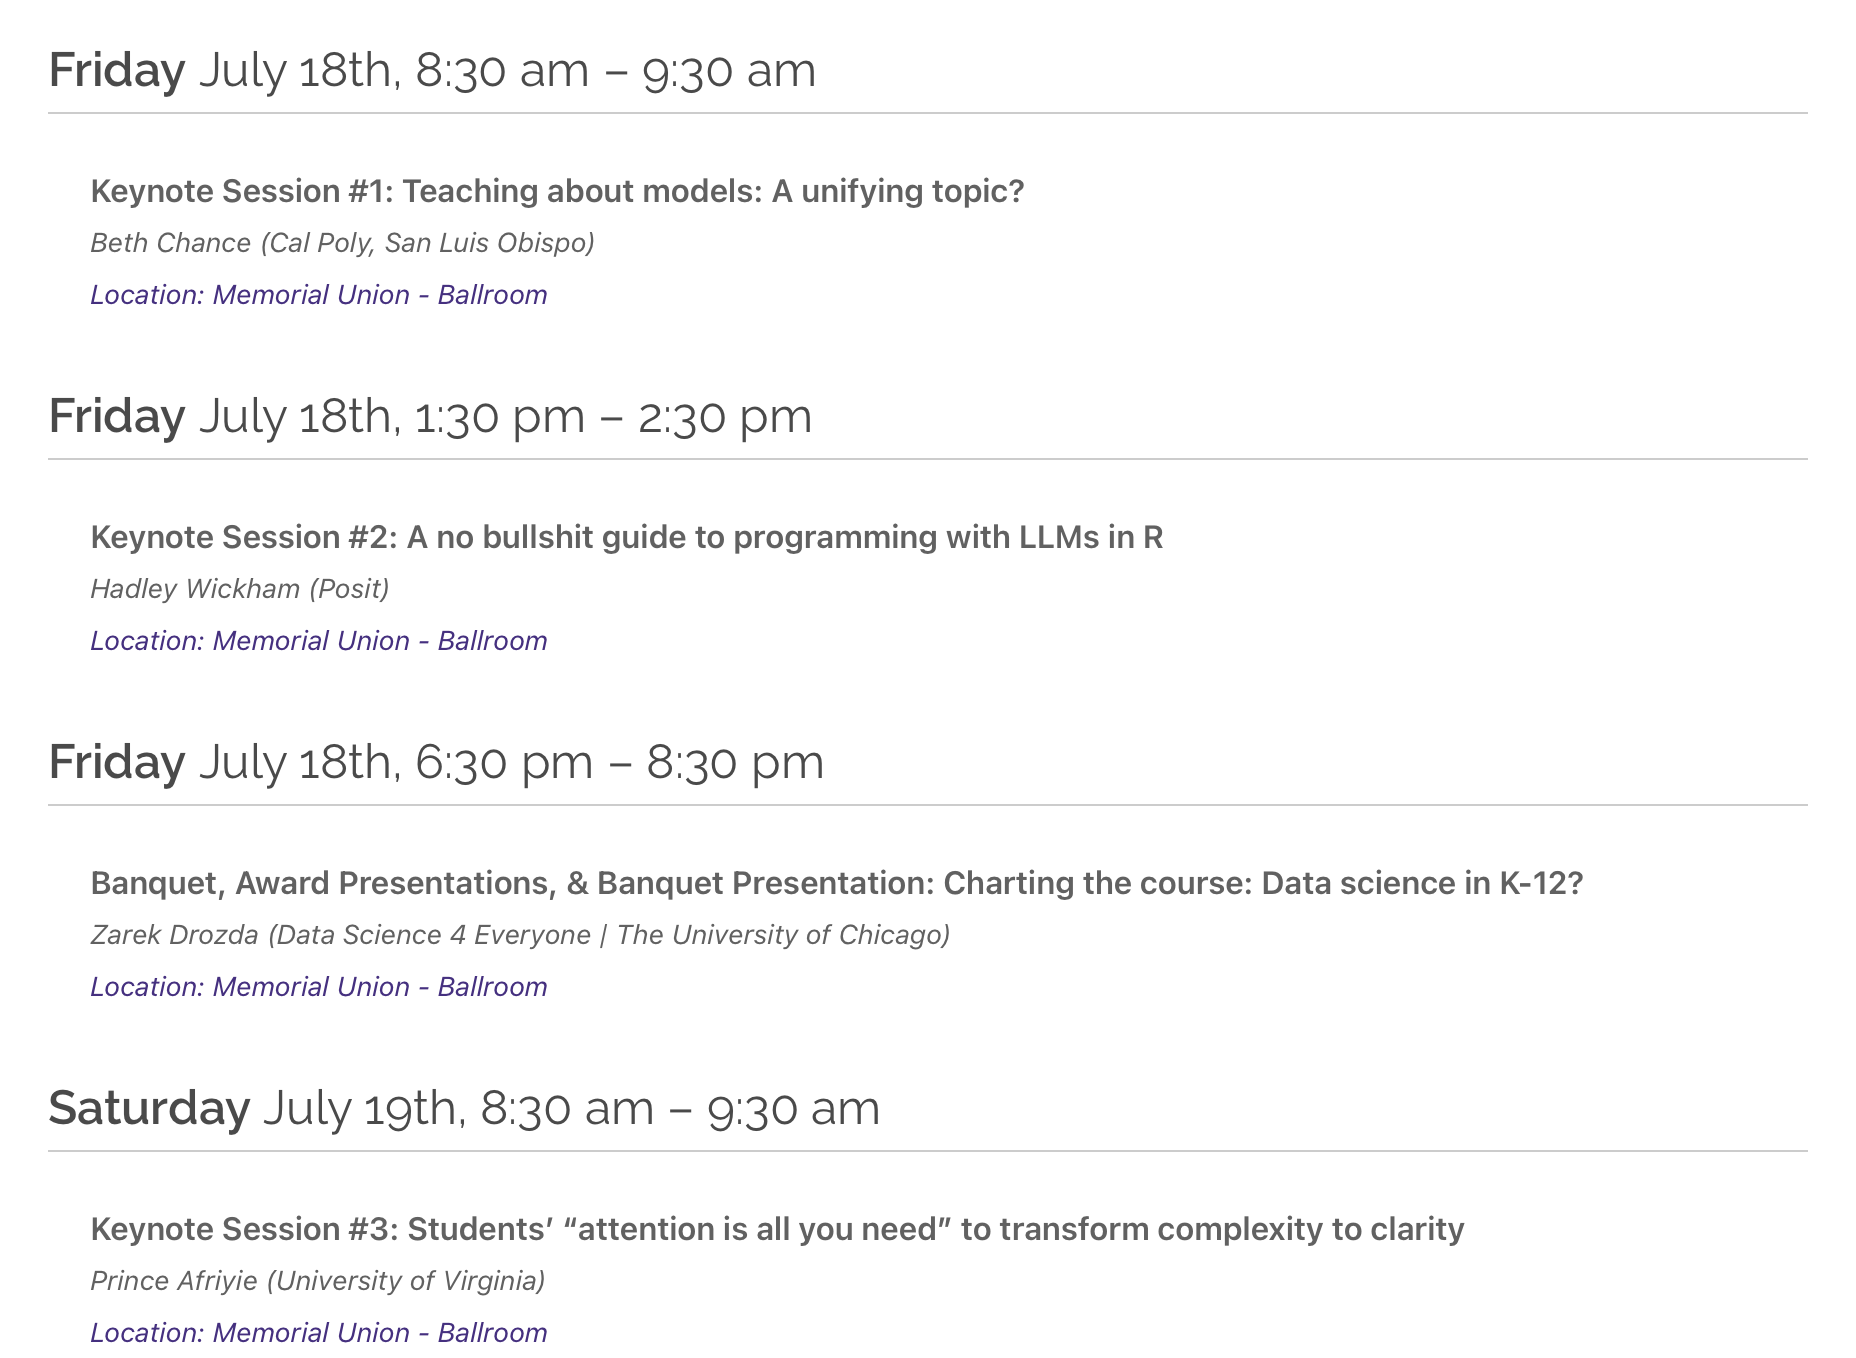 Friday July 18th, 8:30 am – 9:30 am
Keynote Session #1: Teaching about models: A unifying topic?
Beth Chance (Cal Poly, San Luis Obispo)
Location: Memorial Union - Ballroom
Friday July 18th, 1:30 pm – 2:30 pm
Keynote Session #2: A no bullshit guide to programming with LLMs in R
Hadley Wickham (Posit)
Location: Memorial Union - Ballroom
Friday July 18th, 6:30 pm – 8:30 pm
Banquet, Award Presentations, & Banquet Presentation: Charting the course: Data science in K-12?
Zarek Drozda (Data Science 4 Everyone | The University of Chicago)
Location: Memorial Union - Ballroom
Saturday July 19th, 8:30 am – 9:30 am
Keynote Session #3: Students’ “attention is all you need” to transform complexity to clarity
Prince Afriyie (University of Virginia)
Location: Memorial Union - Ballroom